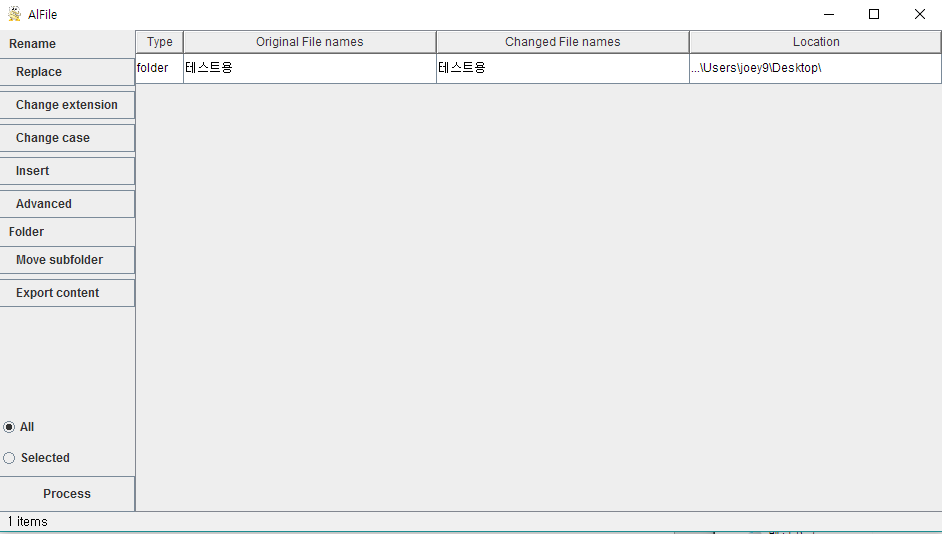 AlFile
Rename
Replace
Change extension
Change case
Insert
Advanced
Folder
Move subfolder
Export content
All
Selected
Process
Type Original File names Changed File names Location
folder 테스트용 테스트용 ...\Users\joey9\Desktop\
1 items